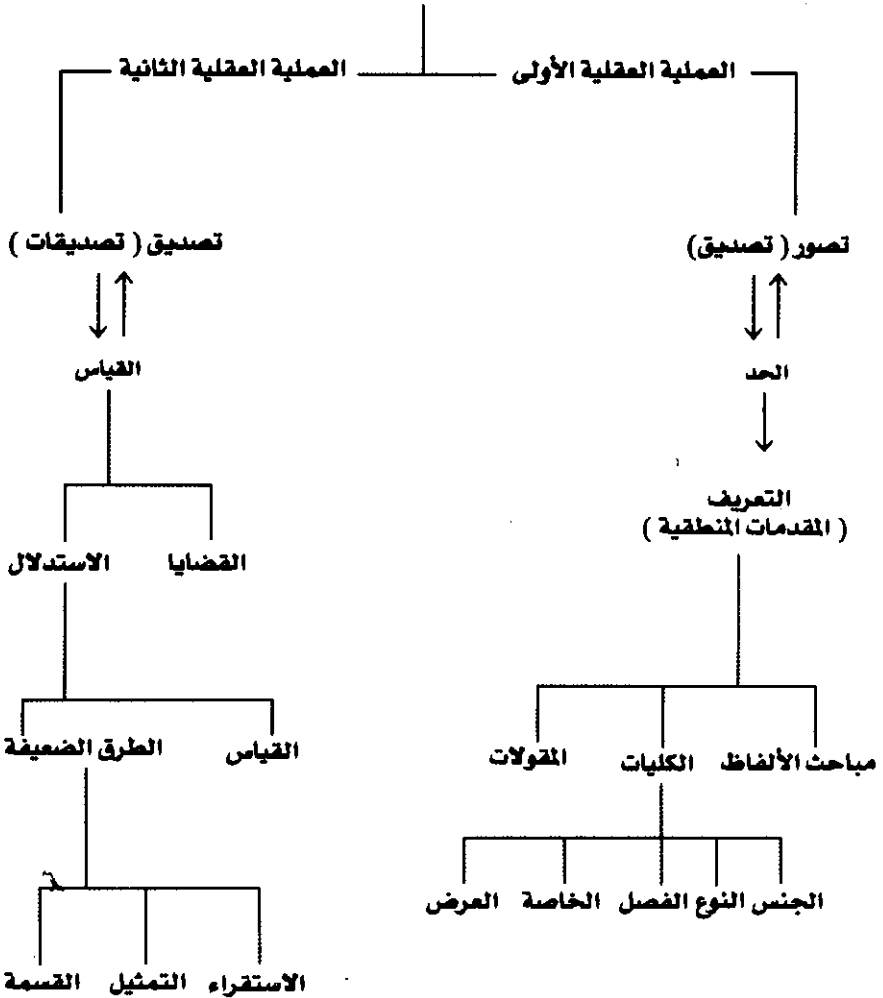 العملية العقلية الأولى
العملية العقلية الثانية
تصور ( تصديق)
تصديق ( تصديقات )
الحد
القياس
التعريف
( المقدمات المنطقية )
القضايا
الاستدلال
مباحث الألفاظ
الكليات
المقولات
القياس
الطرق الضعيفة
الجنس
النوع
الفصل
الخاصة
العرض
الاستقراء
التمثيل
القسمة